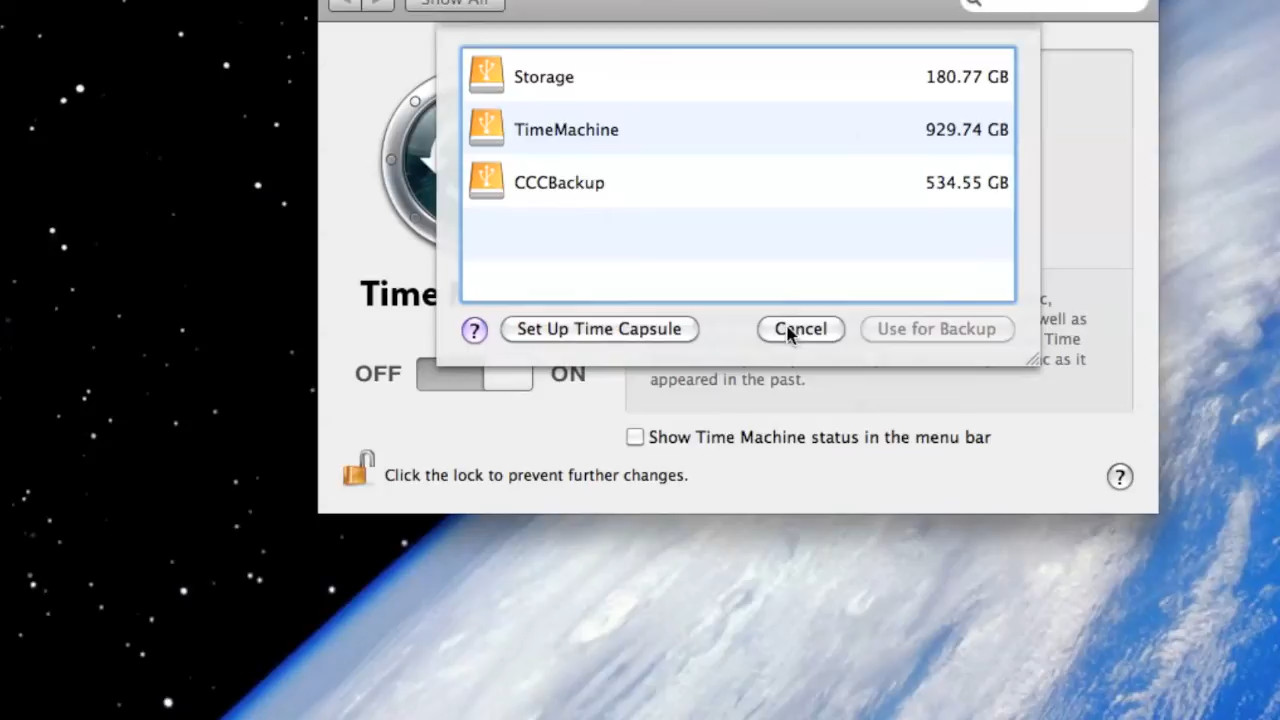 Show All
Storage 180.77 GB
TimeMachine 929.74 GB
CCCBackup 534.55 GB
Time
c,
well as
Time
c as it
appeared in the past.
? Set Up Time Capsule Cancel Use for Backup
OFF ON
Show Time Machine status in the menu bar
Click the lock to prevent further changes.
?